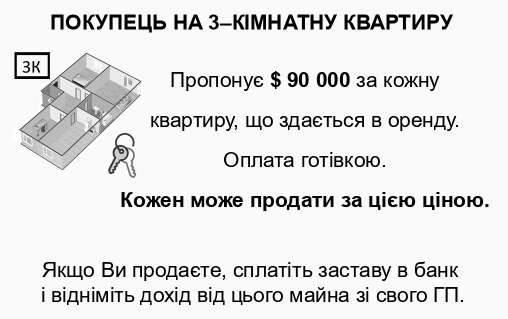 ПОКУПЕЦЬ НА 3–КІМНАТНУ КВАРТИРУ
3К
Пропонує $ 90 000 за кожну
квартиру, що здається в оренду.
Оплата готівкою.
Кожен може продати за цією ціною.
Якщо Ви продаєте, сплатіть заставу в банк
і відніміть дохід від цього майна зі свого ГП.